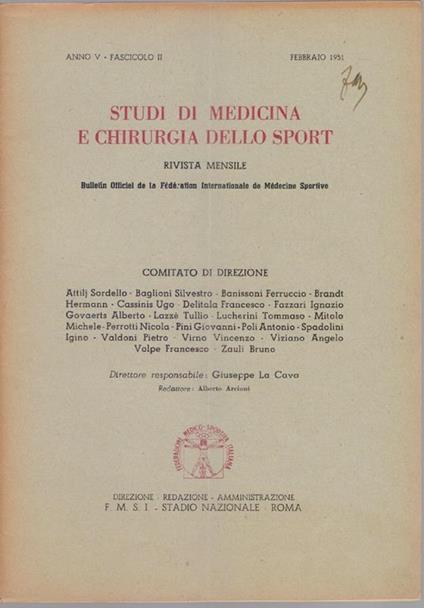 ANNO V - FASCICOLO II FEBBRAIO 1951
STUDI DI MEDICINA
E CHIRURGIA DELLO SPORT
RIVISTA MENSILE
Bulletin Officiel de la Fédération Internationale de Médecine Sportive
COMITATO DI DIREZIONE
Attilj Sordello - Baglioni Silvestro - Banissoni Ferruccio - Brandt
Hermann - Cassinis Ugo - Delitala Francesco - Fazzari Ignazio
Govaerts Alberto - Lazzè Tullio - Lucherini Tommaso - Mitolo
Michele - Perrotti Nicola - Pini Giovanni - Poli Antonio - Spadolini
Igino - Valdoni Pietro - Virno Vincenzo - Viziano Angelo
Volpe Francesco - Zauli Bruno
Direttore responsabile: Giuseppe La Cava
Redattore: Alberto Arcioni
FEDERAZIONE MEDICO-SPORTIVA ITALIANA
DIREZIONE - REDAZIONE - AMMINISTRAZIONE
F. M. S. I. - STADIO NAZIONALE - ROMA